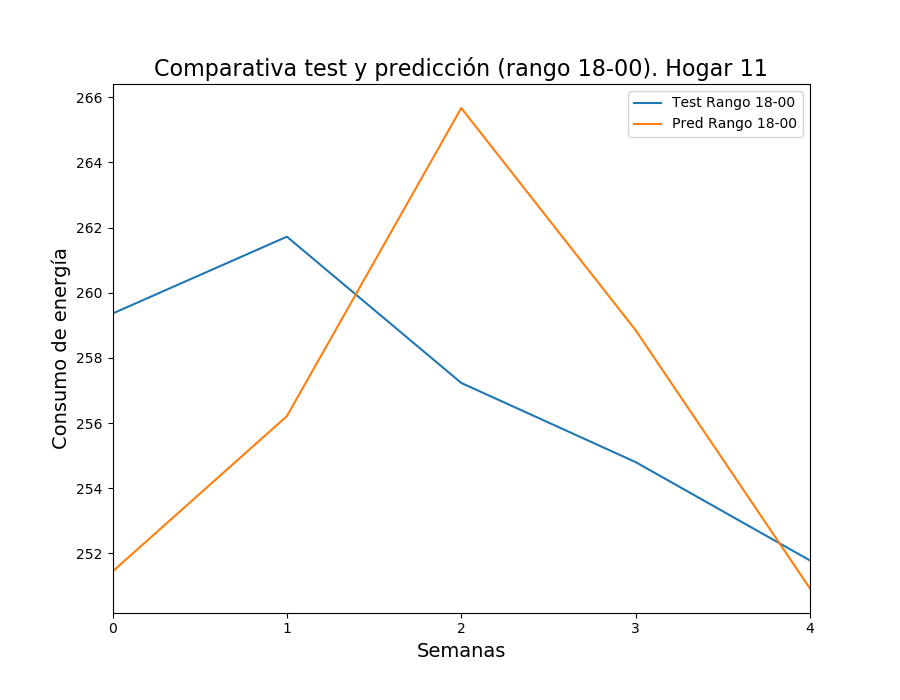 Comparativa test y predicción (rango 18-00). Hogar 11
Test Rango 18-00
Pred Rango 18-00
Consumo de energía
266
264
262
260
258
256
254
252
0 1 2 3 4
Semanas